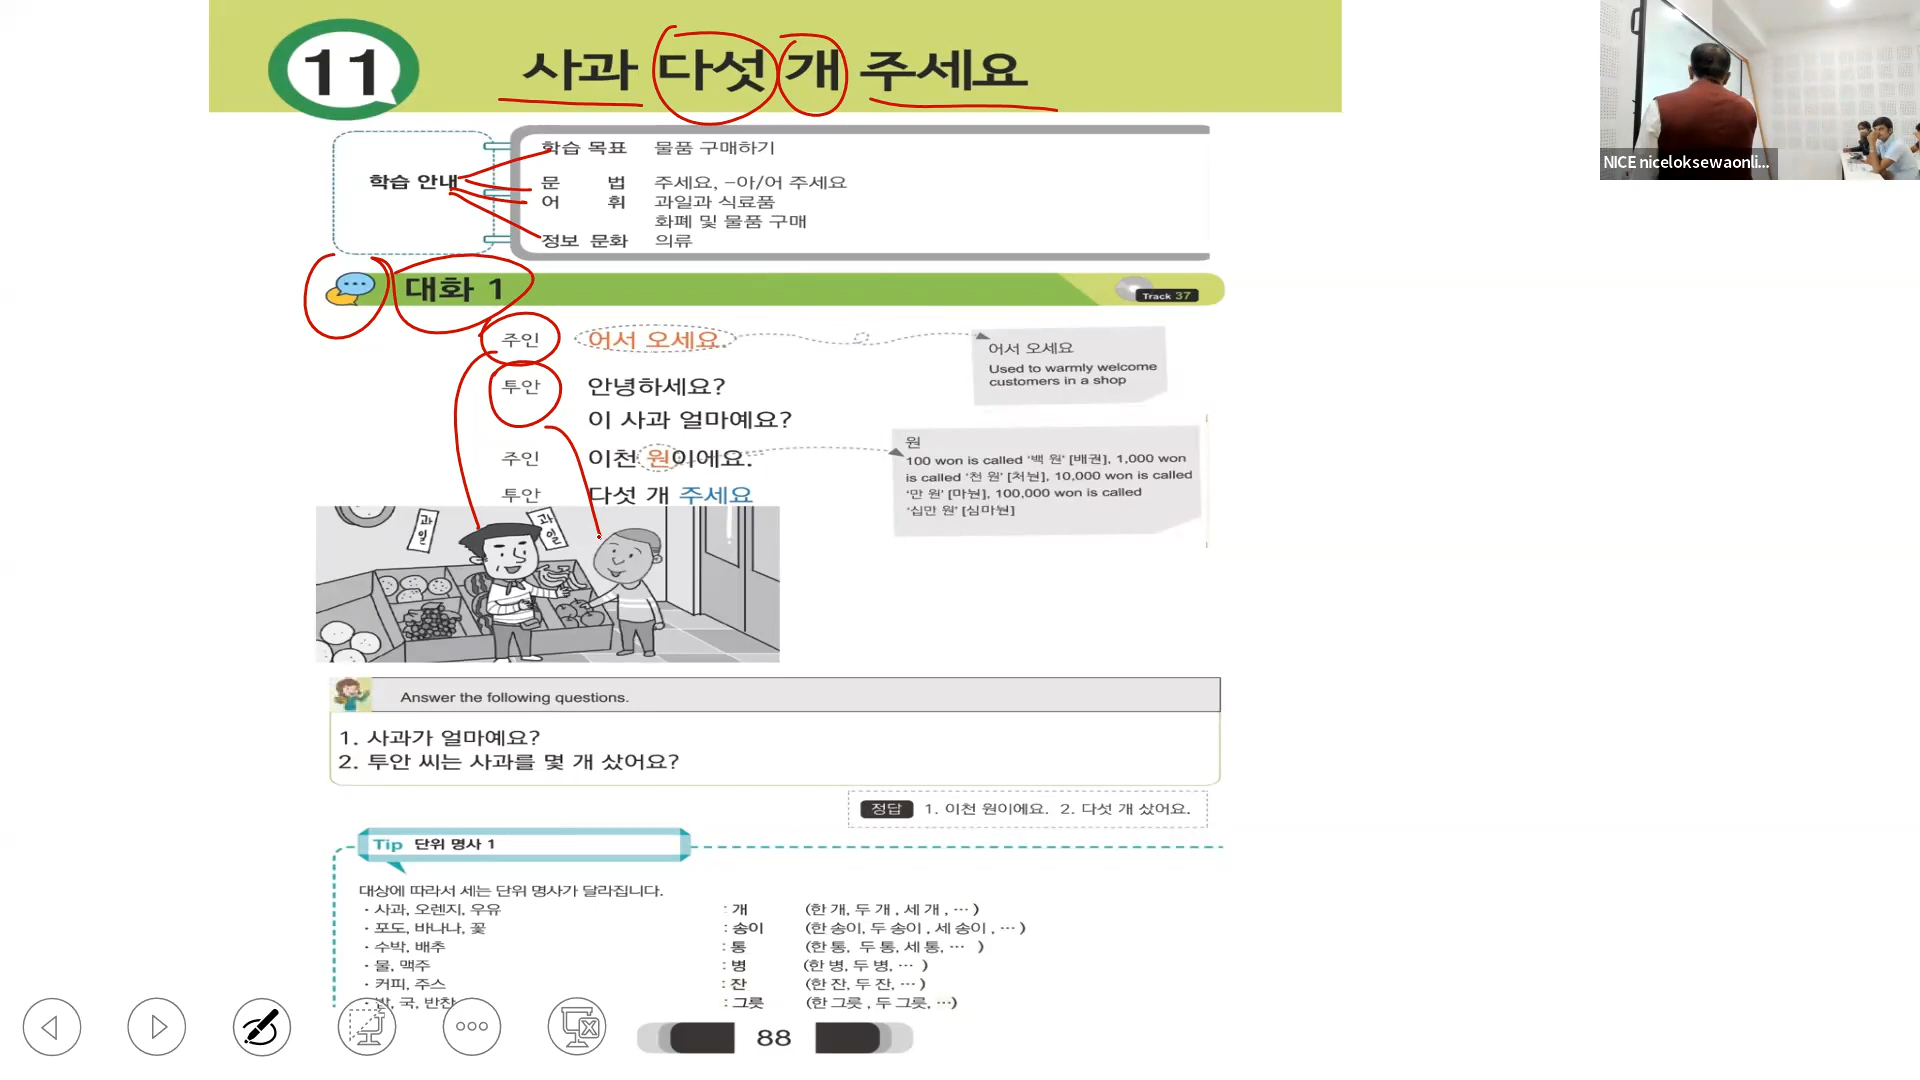 11 사과 다섯 개 주세요
학습 안내
학습 목표 물품 구매하기
문 법 주세요, -아/어 주세요
어 휘 과일과 식료품
화폐 및 물품 구매
정보 문화 의류
대화 1
Track 37
주인 어서 오세요.
어서 오세요
Used to warmly welcome
customers in a shop
투안 안녕하세요?
이 사과 얼마예요?
주인 이천 원이에요.
투안 다섯 개 주세요
원
100 won is called ‘백 원’ [배권], 1,000 won
is called ‘천 원’ [처눤], 10,000 won is called
‘만 원’ [마눤], 100,000 won is called
‘십만 원’ [심마눤]
과일
과일
Answer the following questions.
1. 사과가 얼마예요?
2. 투안 씨는 사과를 몇 개 샀어요?
정답 1. 이천 원이에요. 2. 다섯 개 샀어요.
Tip 단위 명사 1
대상에 따라서 세는 단위 명사가 달라집니다.
· 사과, 오렌지, 우유 : 개 (한 개, 두 개, 세 개, ··· )
· 포도, 바나나, 꽃 : 송이 (한 송이, 두 송이, 세 송이, ··· )
· 수박, 배추 : 통 (한 통, 두 통, 세 통, ··· )
· 물, 맥주 : 병 (한 병, 두 병, ··· )
· 커피, 주스 : 잔 (한 잔, 두 잔, ··· )
· 밥, 국, 반찬 : 그릇 (한 그릇, 두 그릇, ···)
88
NICE niceloksewaonli...